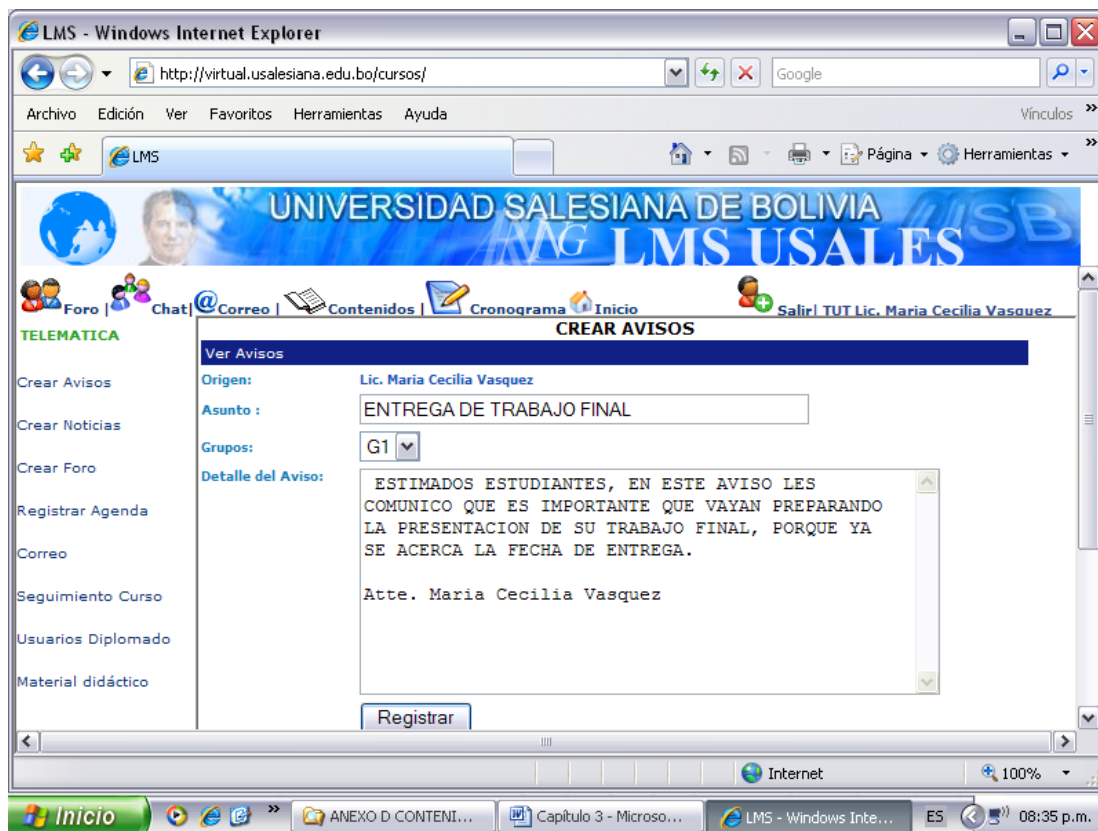 LMS - Windows Internet Explorer
http://virtual.usalesiana.edu.bo/cursos/
Google
Archivo Edición Ver Favoritos Herramientas Ayuda
Vínculos »
LMS
Página Herramientas »
UNIVERSIDAD SALESIANA DE BOLIVIA
LMS USALES
USB
Foro | Chat| @Correo | Contenidos | Cronograma Inicio Salir| TUT Lic. Maria Cecilia Vasquez
TELEMATICA
Crear Avisos
Crear Noticias
Crear Foro
Registrar Agenda
Correo
Seguimiento Curso
Usuarios Diplomado
Material didáctico
CREAR AVISOS
Ver Avisos
Origen: Lic. Maria Cecilia Vasquez
Asunto : ENTREGA DE TRABAJO FINAL
Grupos: G1
Detalle del Aviso:
ESTIMADOS ESTUDIANTES, EN ESTE AVISO LES
COMUNICO QUE ES IMPORTANTE QUE VAYAN PREPARANDO
LA PRESENTACION DE SU TRABAJO FINAL, PORQUE YA
SE ACERCA LA FECHA DE ENTREGA.
Atte. Maria Cecilia Vasquez
Registrar
Internet 100%
Inicio » ANEXO D CONTENI... Capítulo 3 - Microso... LMS - Windows Inte... ES 08:35 p.m.